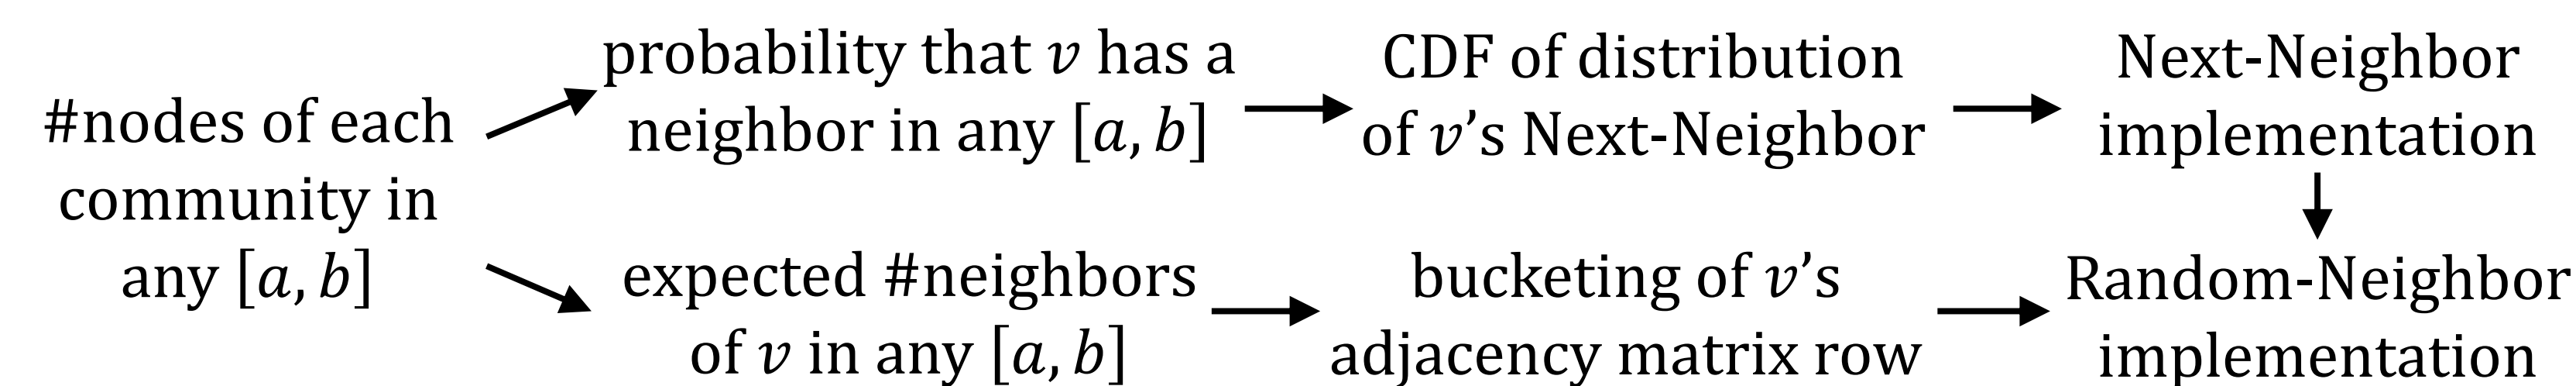 #nodes of each
community in
any [a, b]
probability that v has a
neighbor in any [a, b]
CDF of distribution
of v’s Next-Neighbor
Next-Neighbor
implementation
expected #neighbors
of v in any [a, b]
bucketing of v’s
adjacency matrix row
Random-Neighbor
implementation